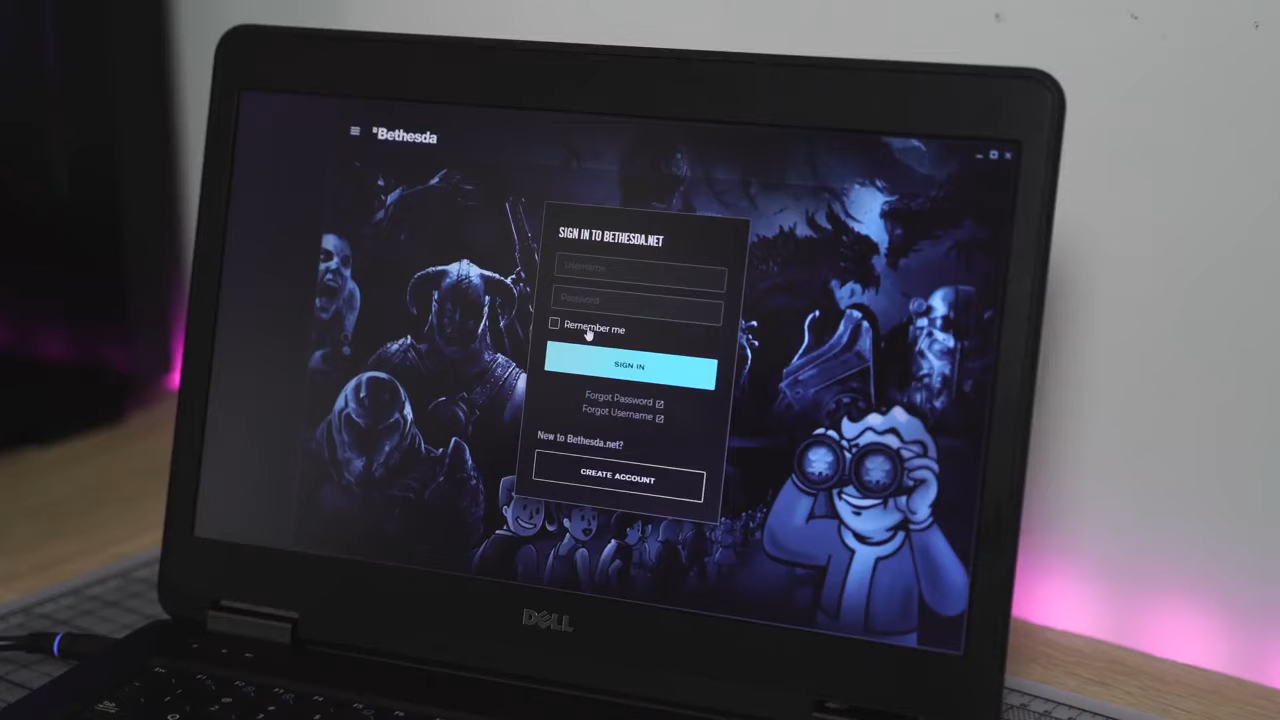 Bethesda
SIGN IN TO BETHESDA.NET
Username
Password
Remember me
SIGN IN
Forgot Password
Forgot Username
New to Bethesda.net?
CREATE ACCOUNT
DELL